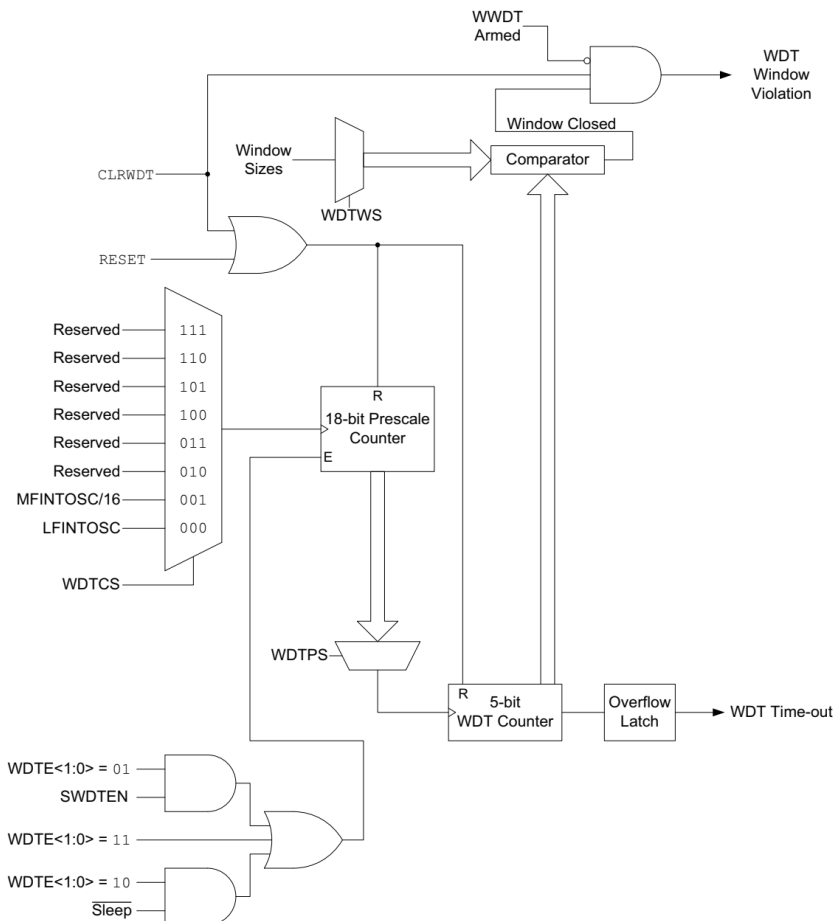 WWDT
Armed
WDT
Window
Violation
Window Closed
Window
Sizes
Comparator
CLRWDT
WDTWS
RESET
Reserved 111
Reserved 110
Reserved 101
Reserved 100
Reserved 011
Reserved 010
MFINTOSC/16 001
LFINTOSC 000
WDTCS
R
18-bit Prescale
Counter
E
WDTPS
R
5-bit
WDT Counter
Overflow
Latch
WDT Time-out
WDTE<1:0> = 01
SWDTEN
WDTE<1:0> = 11
WDTE<1:0> = 10
Sleep